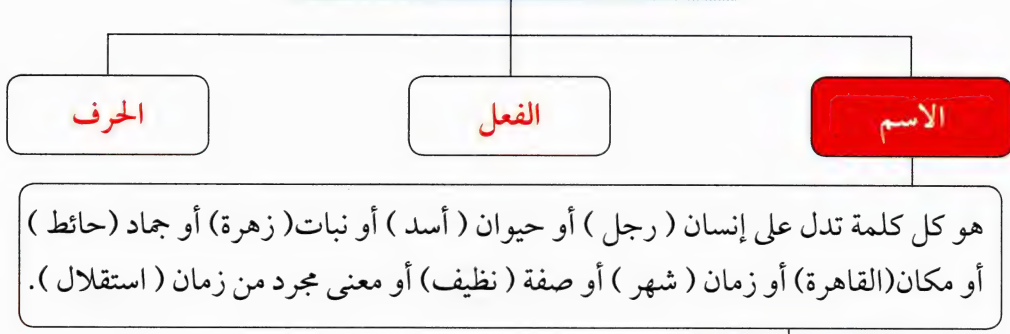 الاسم
الفعل
الحرف
هو كل كلمة تدل على إنسان ( رجل ) أو حيوان ( أسد ) أو نبات( زهرة) أو جماد (حائط )
أو مكان(القاهرة) أو زمان ( شهر ) أو صفة ( نظيف) أو معنى مجرد من زمان ( استقلال ).